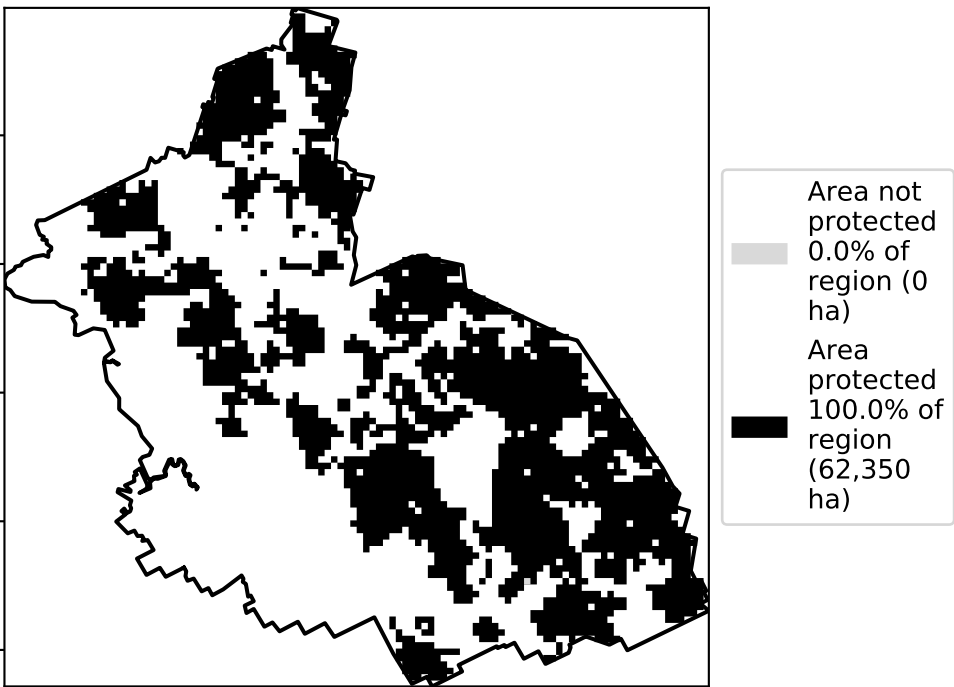 Area not
protected
0.0% of
region (0
ha)
Area
protected
100.0% of
region
(62,350
ha)